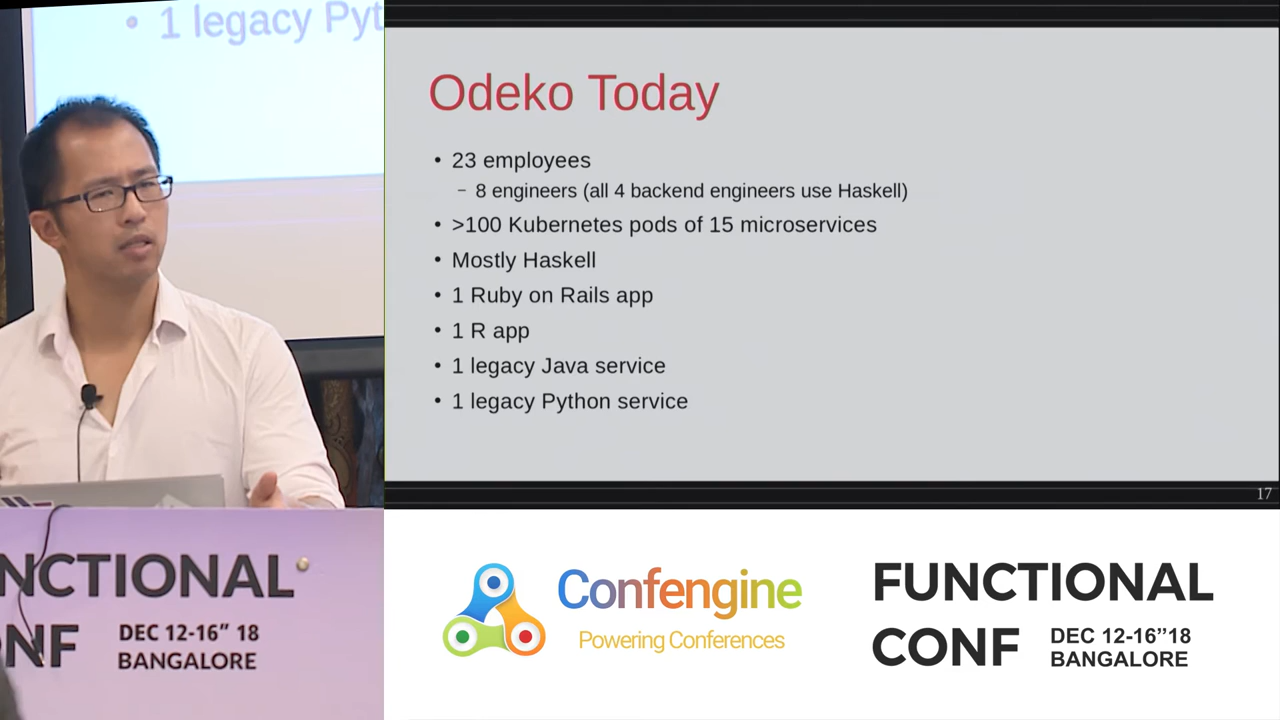 • 1 legacy Pyt
Odeko Today
• 23 employees
– 8 engineers (all 4 backend engineers use Haskell)
• >100 Kubernetes pods of 15 microservices
• Mostly Haskell
• 1 Ruby on Rails app
• 1 R app
• 1 legacy Java service
• 1 legacy Python service
17
NCTIONAL
NF
DEC 12-16” 18
BANGALORE
Confengine
Powering Conferences
FUNCTIONAL
CONF
DEC 12-16”18
BANGALORE